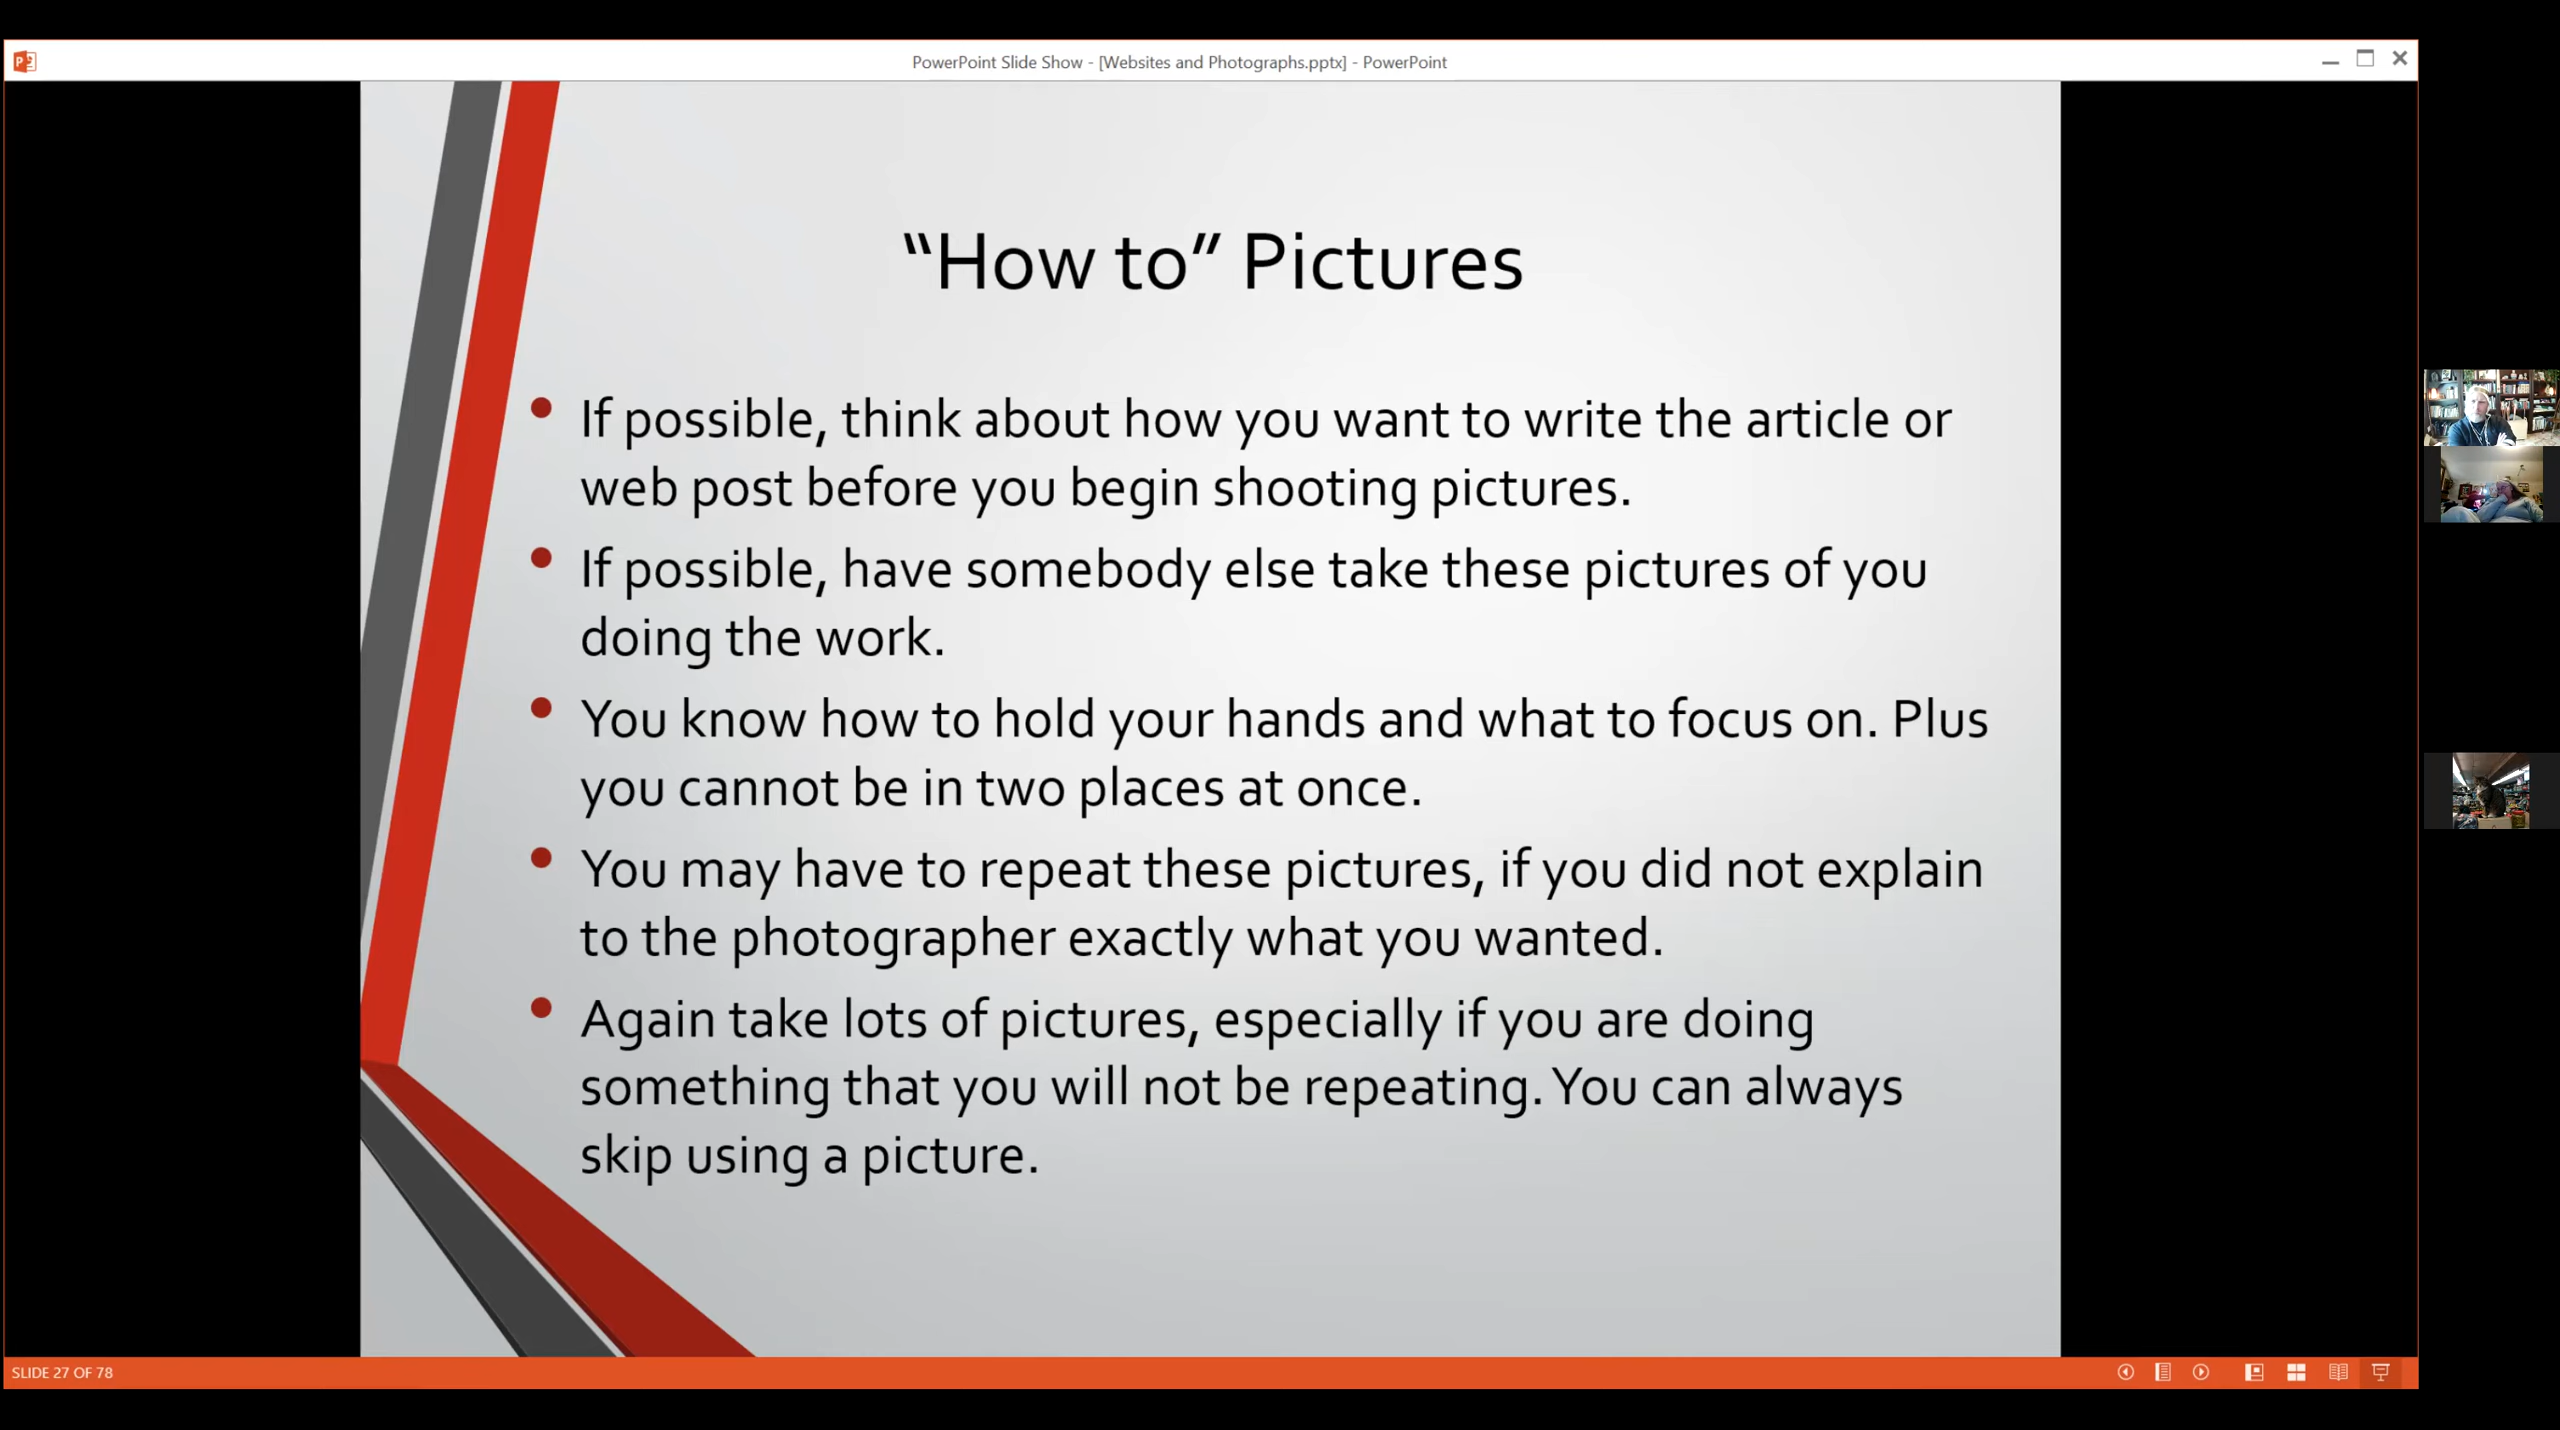 PowerPoint Slide Show - [Websites and Photographs.pptx] - PowerPoint
“How to” Pictures
• If possible, think about how you want to write the article or
web post before you begin shooting pictures.
• If possible, have somebody else take these pictures of you
doing the work.
• You know how to hold your hands and what to focus on. Plus
you cannot be in two places at once.
• You may have to repeat these pictures, if you did not explain
to the photographer exactly what you wanted.
• Again take lots of pictures, especially if you are doing
something that you will not be repeating. You can always
skip using a picture.
SLIDE 27 OF 78